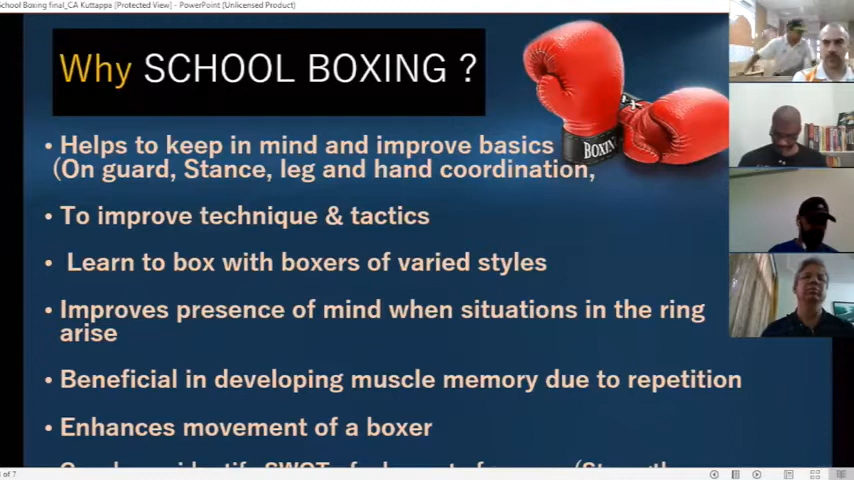 School Boxing final_CA Kuttappa [Protected View] - PowerPoint (Unlicensed Product)
Why SCHOOL BOXING ?
BOXING
• Helps to keep in mind and improve basics
(On guard, Stance, leg and hand coordination,
• To improve technique & tactics
• Learn to box with boxers of varied styles
• Improves presence of mind when situations in the ring
arise
• Beneficial in developing muscle memory due to repetition
• Enhances movement of a boxer
of 7